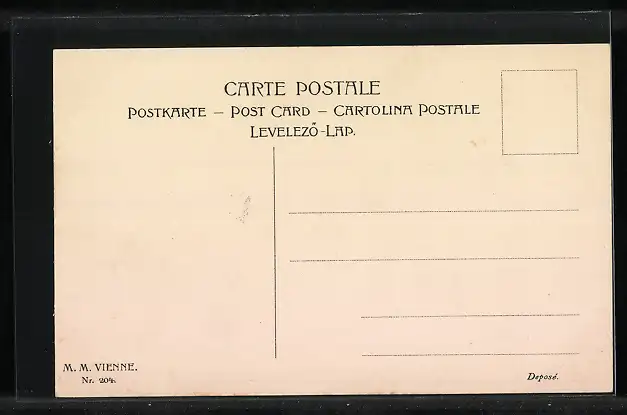 CARTE POSTALE
POSTKARTE – POST CARD – CARTOLINA POSTALE
LEVELEZŐ-LAP.
M. M. VIENNE.
Nr. 204.
Deposé.